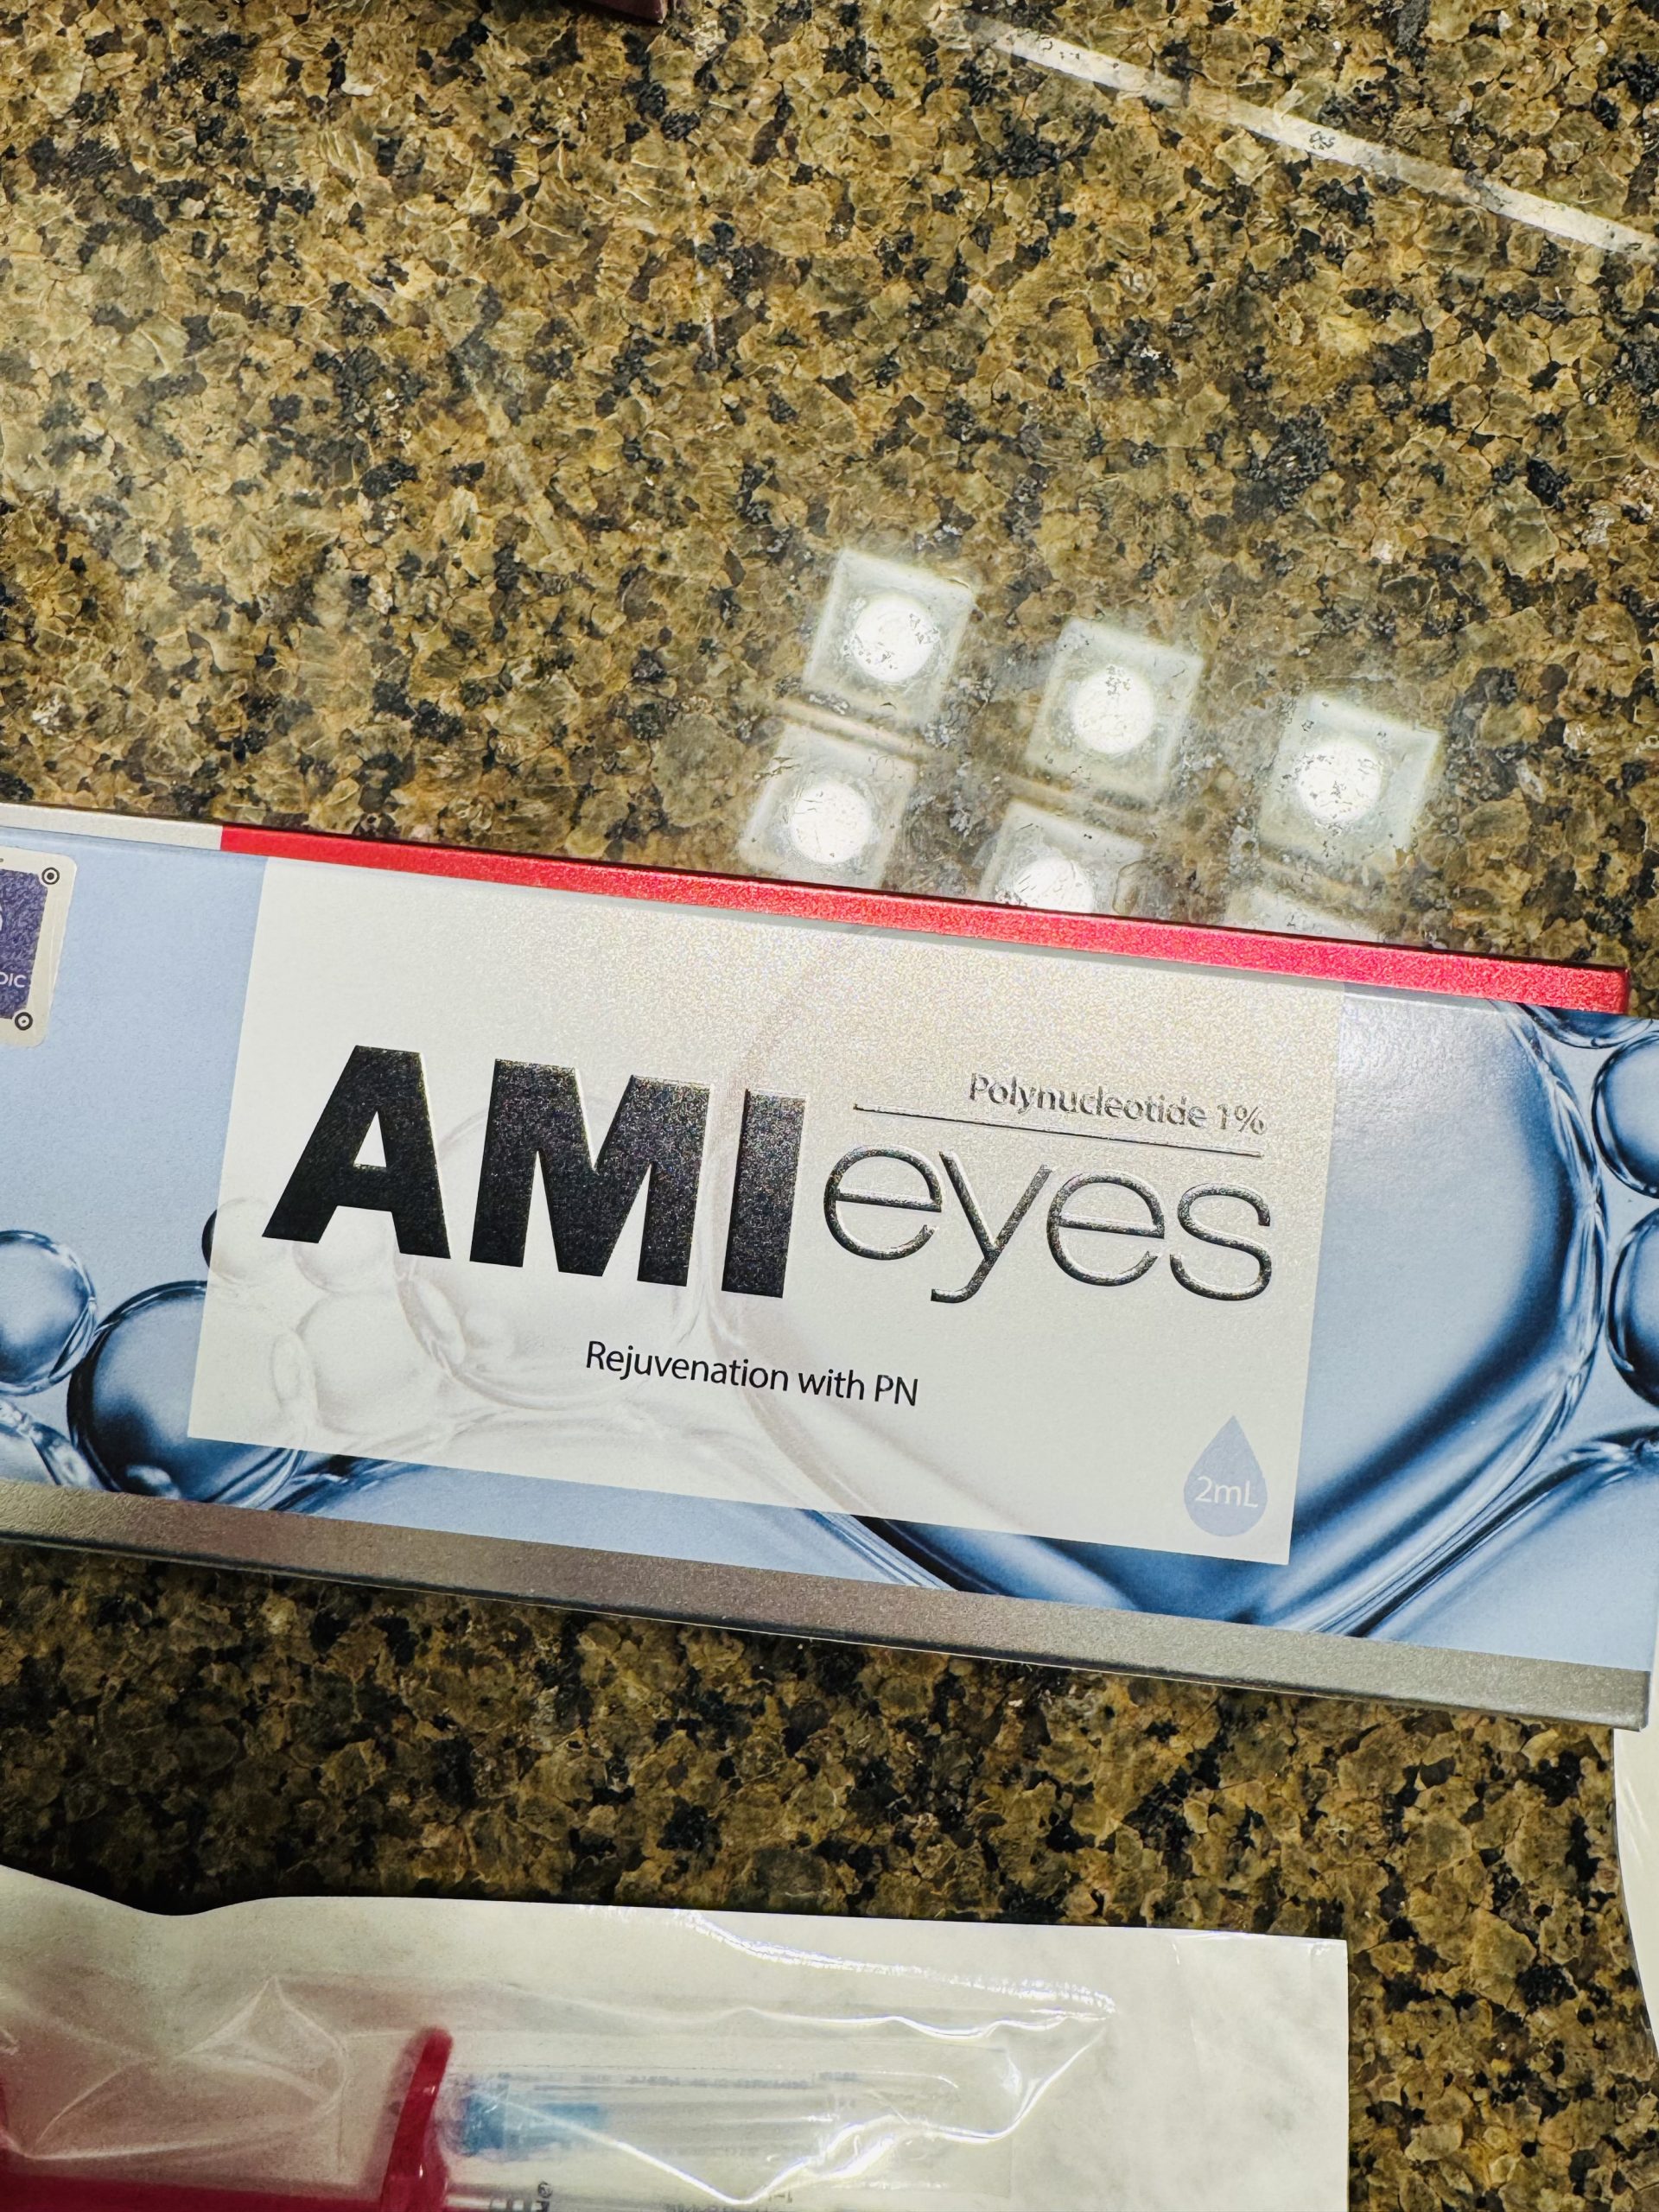 Polynucleotide 1%
AMIeyes
Rejuvenation with PN
2mL